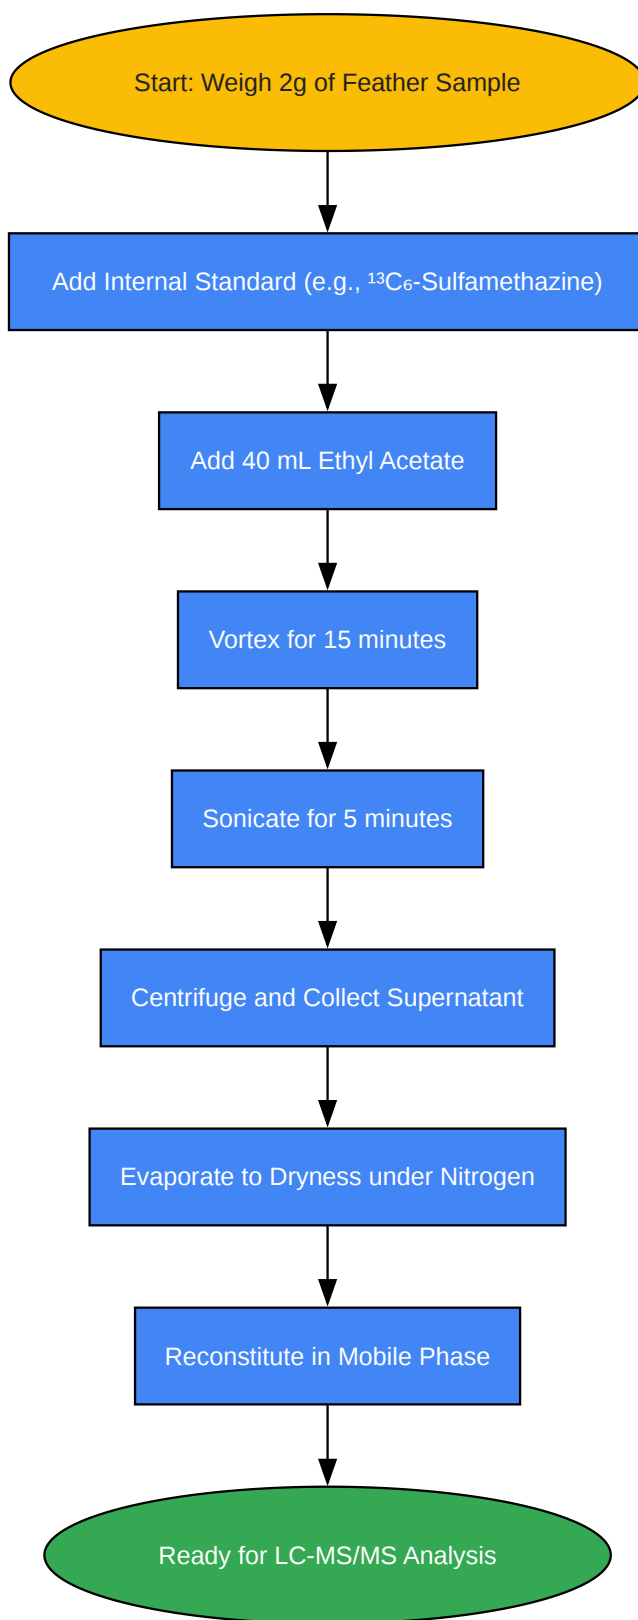 Start: Weigh 2g of Feather Sample
Add Internal Standard (e.g., ¹³C₆-Sulfamethazine)
Add 40 mL Ethyl Acetate
Vortex for 15 minutes
Sonicate for 5 minutes
Centrifuge and Collect Supernatant
Evaporate to Dryness under Nitrogen
Reconstitute in Mobile Phase
Ready for LC-MS/MS Analysis